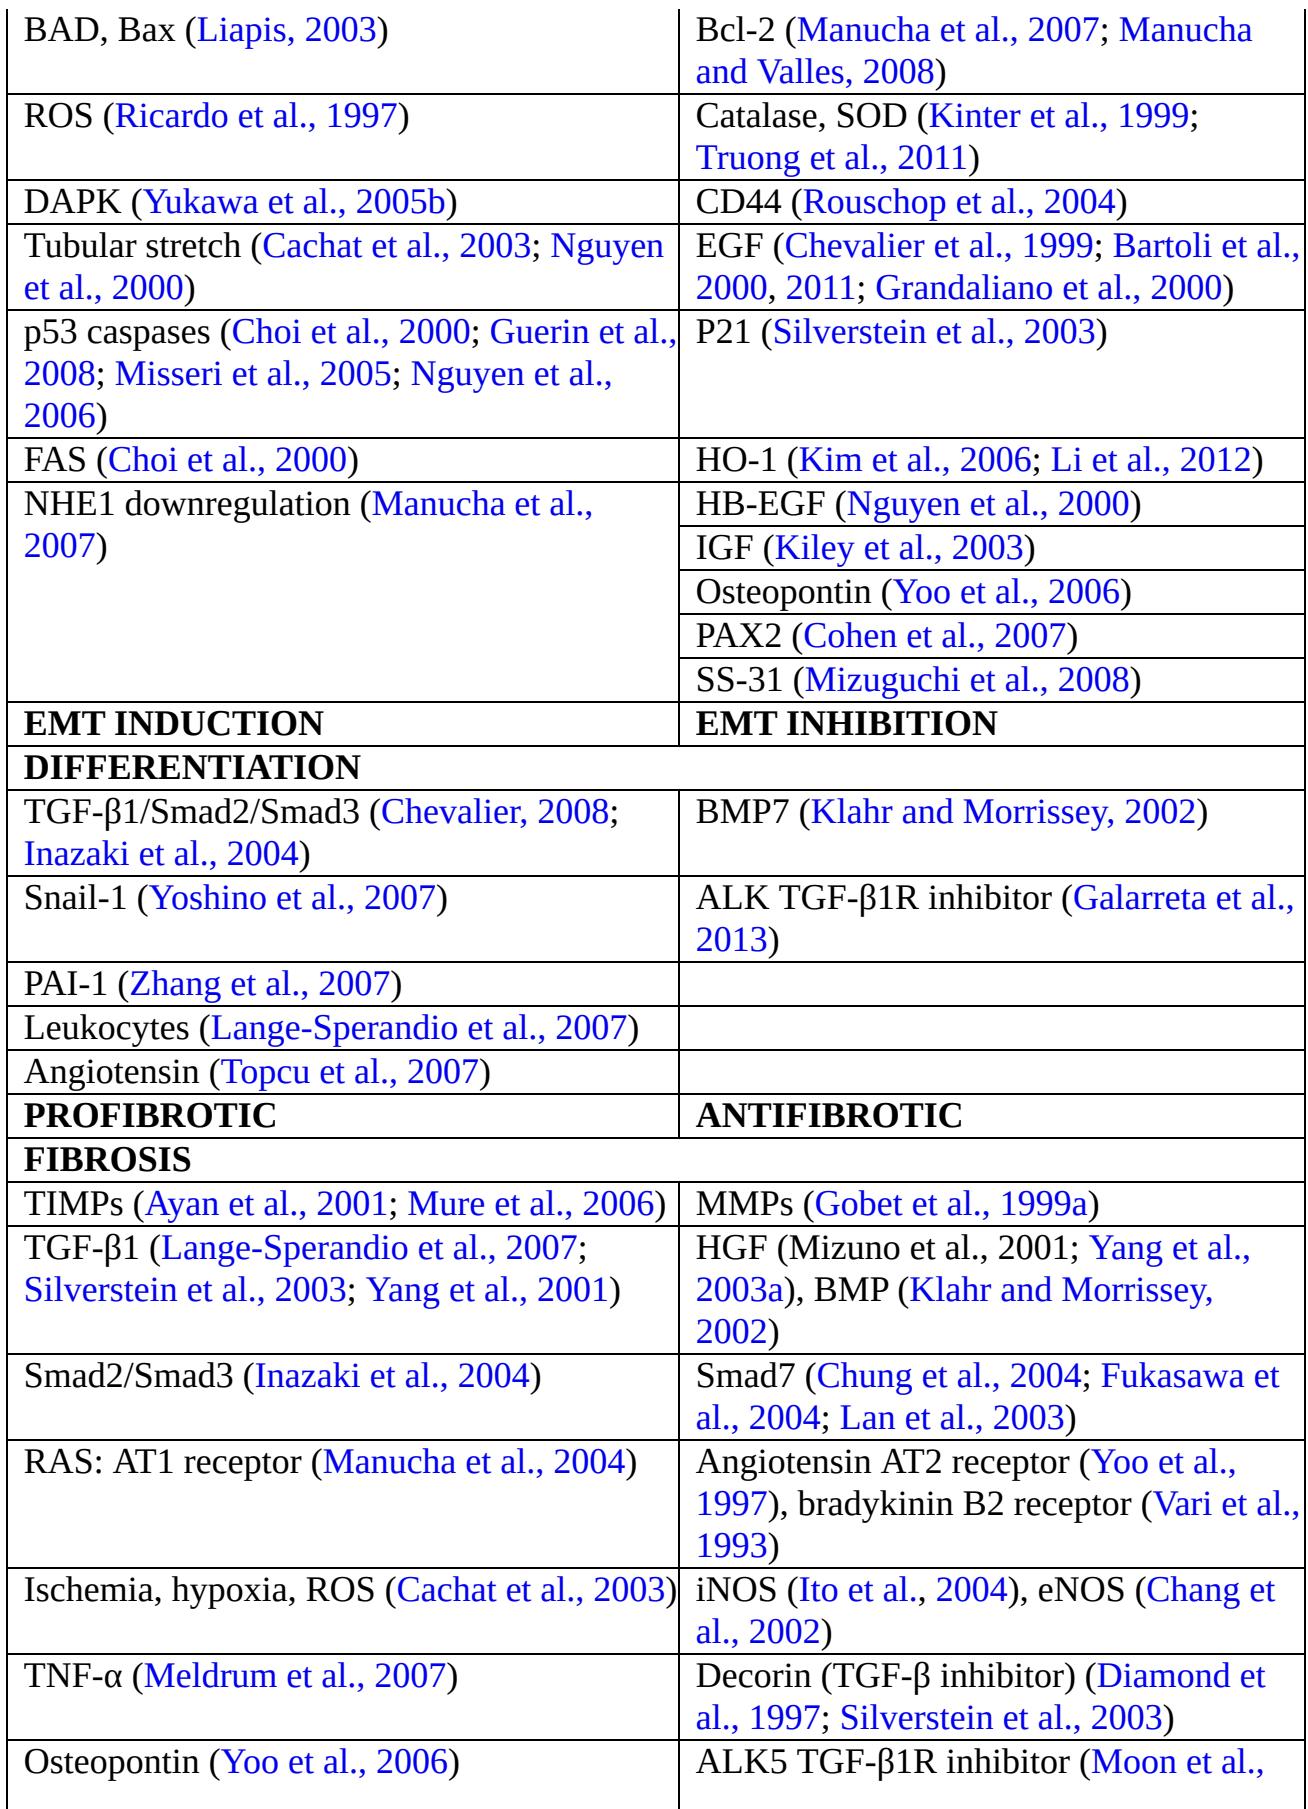 BAD, Bax (Liapis, 2003)
Bcl-2 (Manucha et al., 2007; Manucha
and Valles, 2008)
ROS (Ricardo et al., 1997)
Catalase, SOD (Kinter et al., 1999;
Truong et al., 2011)
DAPK (Yukawa et al., 2005b)
CD44 (Rouschop et al., 2004)
Tubular stretch (Cachat et al., 2003; Nguyen
et al., 2000)
EGF (Chevalier et al., 1999; Bartoli et al.,
2000, 2011; Grandaliano et al., 2000)
p53 caspases (Choi et al., 2000; Guerin et al.,
2008; Misseri et al., 2005; Nguyen et al.,
2006)
P21 (Silverstein et al., 2003)
FAS (Choi et al., 2000)
HO-1 (Kim et al., 2006; Li et al., 2012)
NHE1 downregulation (Manucha et al.,
2007)
HB-EGF (Nguyen et al., 2000)
IGF (Kiley et al., 2003)
Osteopontin (Yoo et al., 2006)
PAX2 (Cohen et al., 2007)
SS-31 (Mizuguchi et al., 2008)
EMT INDUCTION
EMT INHIBITION
DIFFERENTIATION
TGF-β1/Smad2/Smad3 (Chevalier, 2008;
Inazaki et al., 2004)
BMP7 (Klahr and Morrissey, 2002)
Snail-1 (Yoshino et al., 2007)
ALK TGF-β1R inhibitor (Galarreta et al.,
2013)
PAI-1 (Zhang et al., 2007)
Leukocytes (Lange-Sperandio et al., 2007)
Angiotensin (Topcu et al., 2007)
PROFIBROTIC
ANTIFIBROTIC
FIBROSIS
TIMPs (Ayan et al., 2001; Mure et al., 2006)
MMPs (Gobet et al., 1999a)
TGF-β1 (Lange-Sperandio et al., 2007;
Silverstein et al., 2003; Yang et al., 2001)
HGF (Mizuno et al., 2001; Yang et al.,
2003a), BMP (Klahr and Morrissey,
2002)
Smad2/Smad3 (Inazaki et al., 2004)
Smad7 (Chung et al., 2004; Fukasawa et
al., 2004; Lan et al., 2003)
RAS: AT1 receptor (Manucha et al., 2004)
Angiotensin AT2 receptor (Yoo et al.,
1997), bradykinin B2 receptor (Vari et al.,
1993)
Ischemia, hypoxia, ROS (Cachat et al., 2003)
iNOS (Ito et al., 2004), eNOS (Chang et
al., 2002)
TNF-α (Meldrum et al., 2007)
Decorin (TGF-β inhibitor) (Diamond et
al., 1997; Silverstein et al., 2003)
Osteopontin (Yoo et al., 2006)
ALK5 TGF-β1R inhibitor (Moon et al.,